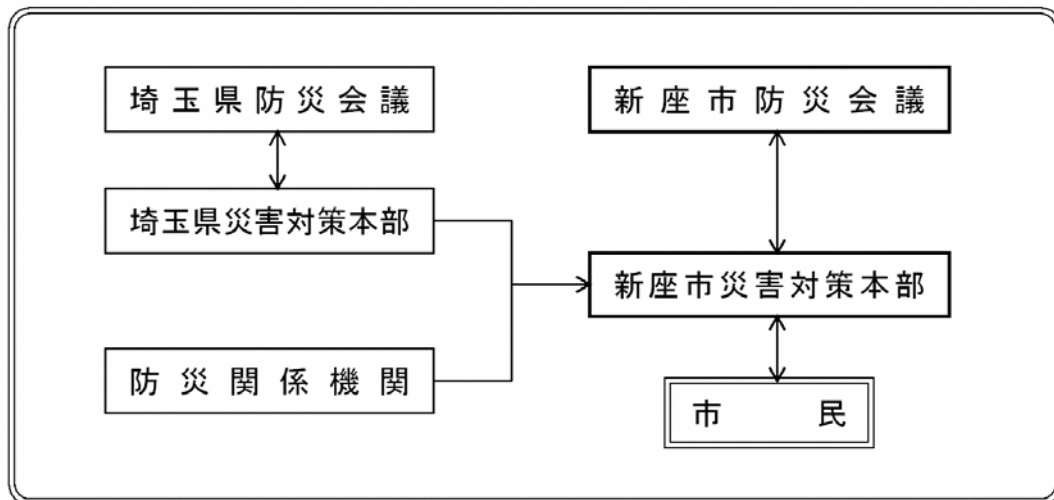 埼玉県防災会議
新座市防災会議
埼玉県災害対策本部
新座市災害対策本部
防災関係機関
市民